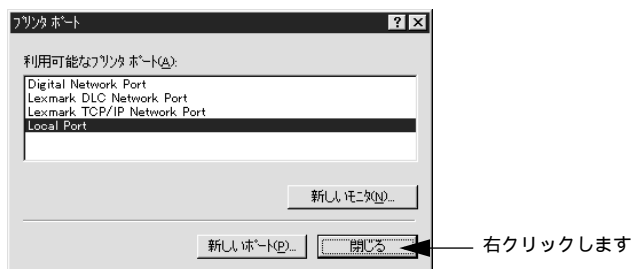 プリンタ ポート
利用可能なプリンタ ポート(A):
Digital Network Port
Lexmark DLC Network Port
Lexmark TCP/IP Network Port
Local Port
新しいモニタ(N)...
新しいポート(P)...
閉じる
右クリックします